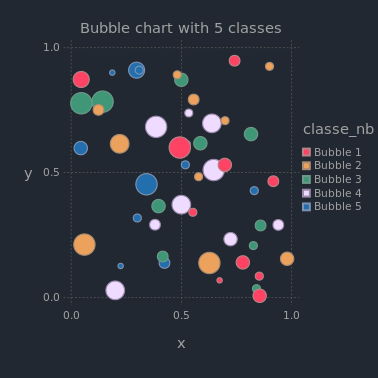 Bubble chart with 5 classes
1.0
0.5
0.0
y
0.0
0.5
1.0
x
classe_nb
Bubble 1
Bubble 2
Bubble 3
Bubble 4
Bubble 5